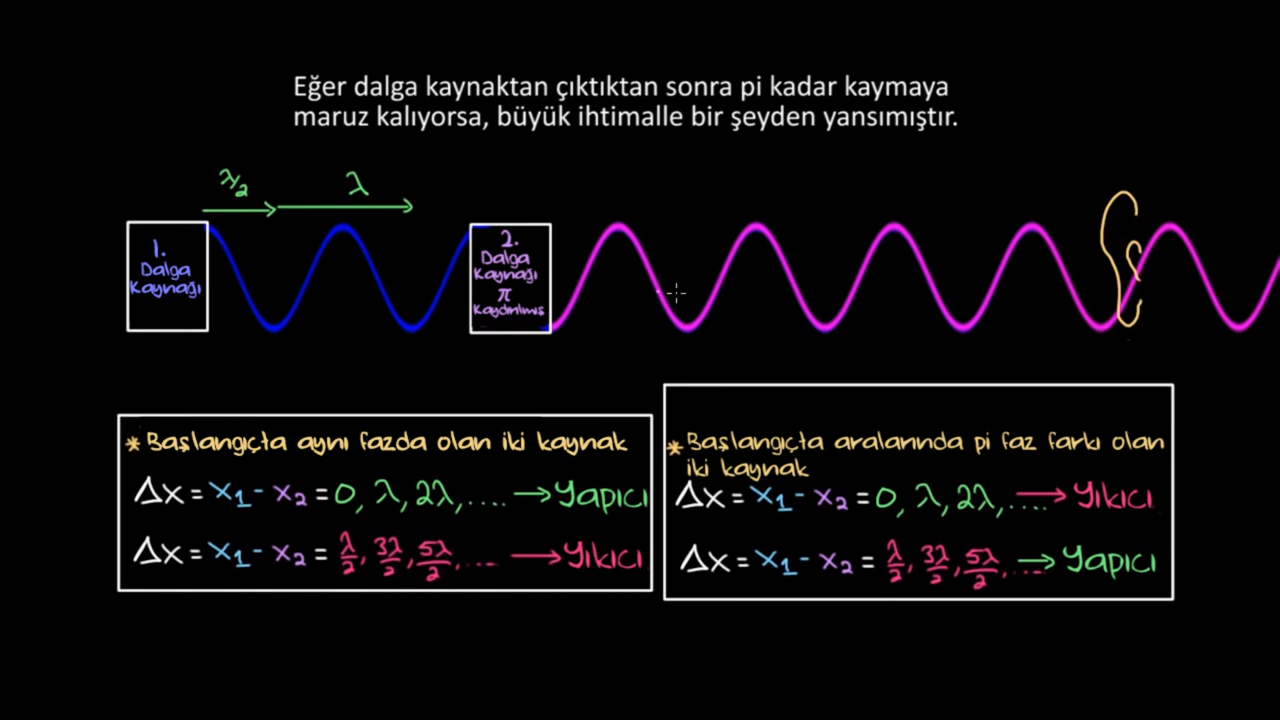 Eğer dalga kaynaktan çıktıktan sonra pi kadar kaymaya
maruz kalıyorsa, büyük ihtimalle bir şeyden yansımıştır.
λ/2
λ
1.
Dalga
Kaynağı
2.
Dalga
Kaynağı
π
Kaydırılmış
* Başlangıçta aynı fazda olan iki kaynak
Δx = x₁ - x₂ = 0, λ, 2λ, .... → Yapıcı
Δx = x₁ - x₂ = λ/2, 3λ/2, 5λ/2, .... → Yıkıcı
* Başlangıçta aralarında pi faz farkı olan
iki kaynak
Δx = x₁ - x₂ = 0, λ, 2λ, .... → Yıkıcı
Δx = x₁ - x₂ = λ/2, 3λ/2, 5λ/2, .... → Yapıcı